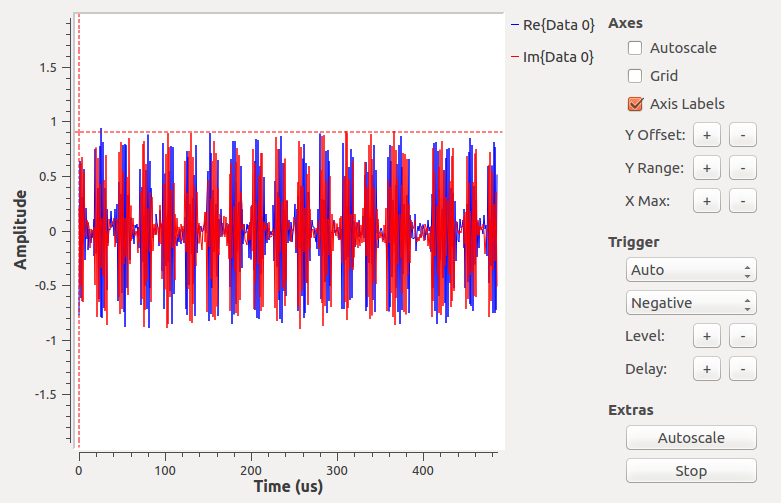 Re{Data 0}
Im{Data 0}
1.5
1
0.5
0
-0.5
-1
-1.5
Amplitude
0
100
200
300
400
Time (us)
Axes
Autoscale
Grid
Axis Labels
Y Offset: + -
Y Range: + -
X Max: + -
Trigger
Auto
Negative
Level: + -
Delay: + -
Extras
Autoscale
Stop